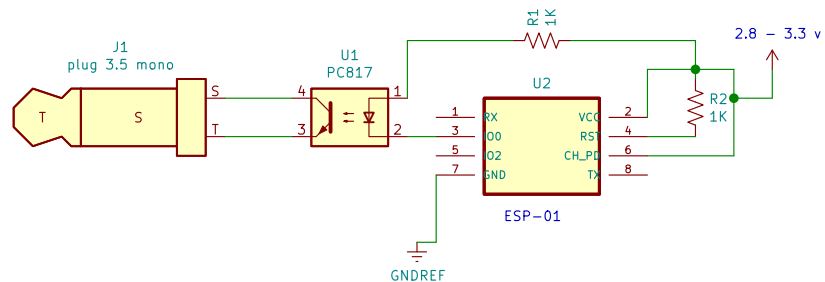 J1
plug 3.5 mono
T
S
S
T
U1
PC817
4
3
1
2
R1
1K
U2
1
RX
3
IO0
5
IO2
7
GND
VCC
2
RST
4
CH_PD
6
TX
8
ESP-01
R2
1K
2.8 – 3.3 v
GNDREF